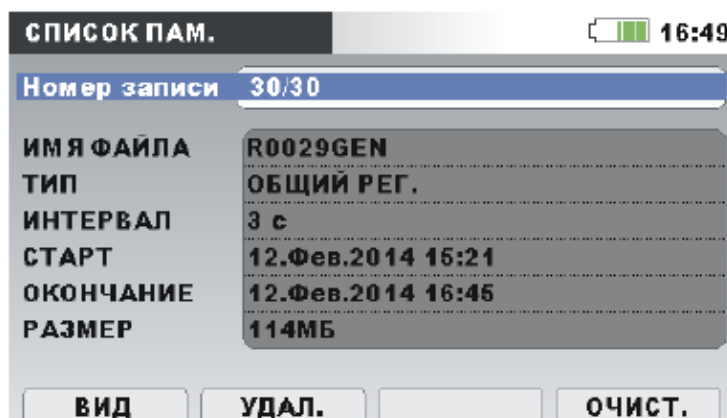 СПИСОК ПАМ. 16:49
Номер записи 30/30
ИМЯ ФАЙЛА R0029GEN
ТИП ОБЩИЙ РЕГ.
ИНТЕРВАЛ 3 с
СТАРТ 12.Фев.2014 15:21
ОКОНЧАНИЕ 12.Фев.2014 16:45
РАЗМЕР 114МБ
ВИД УДАЛ. ОЧИСТ.